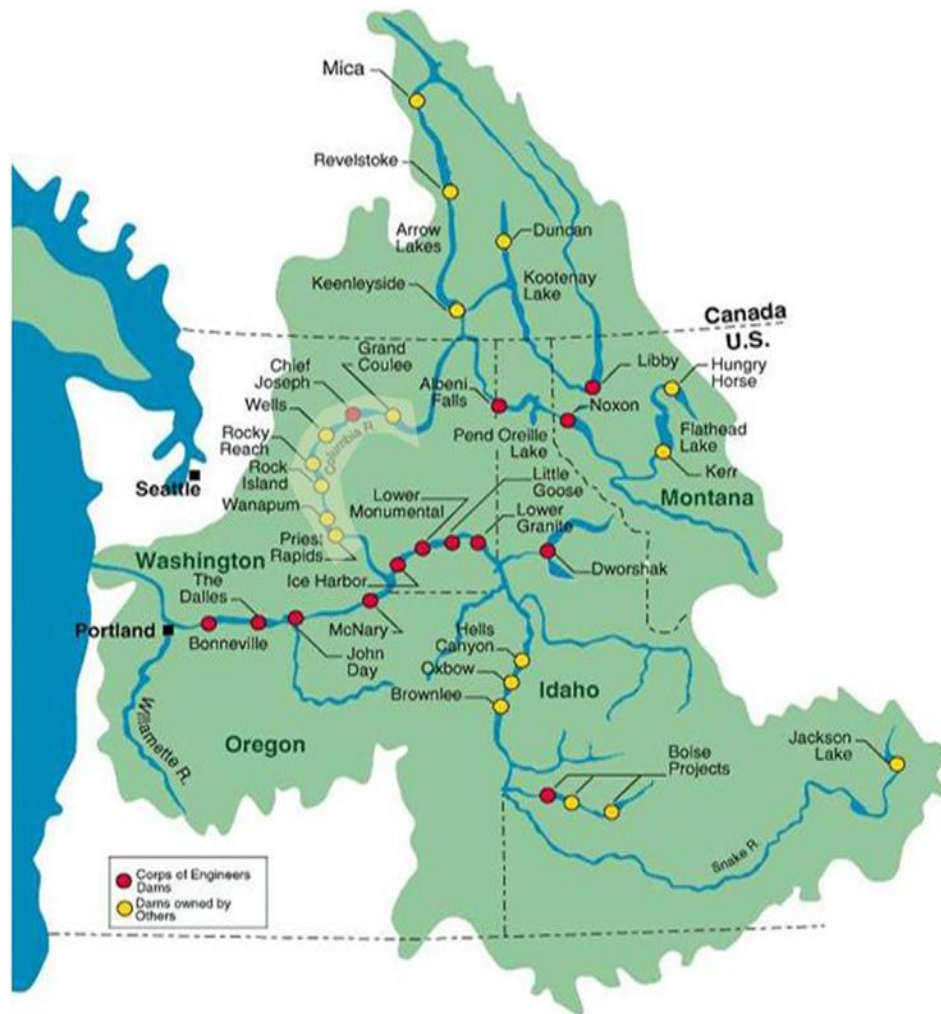 Mica
Revelstoke
Arrow
Lakes
Duncan
Keenleyside
Kootenay
Lake
Canada
U.S.
Chief
Joseph
Grand
Coulee
Albeni
Falls
Libby
Hungry
Horse
Wells
Noxon
Rocky
Reach
Columbia R.
Pend Oreille
Lake
Flathead
Lake
Rock
Island
Kerr
Seattle
Wanapum
Lower
Monumental
Little
Goose
Lower
Granite
Montana
Priest
Rapids
Washington
Ice Harbor
Dworshak
The
Dalles
Portland
Bonneville
McNary
John
Day
Hells
Canyon
Oxbow
Brownlee
Idaho
Willamette R.
Oregon
Boise
Projects
Jackson
Lake
Snake R.
Corps of Engineers
Dams
Dams owned by
Others